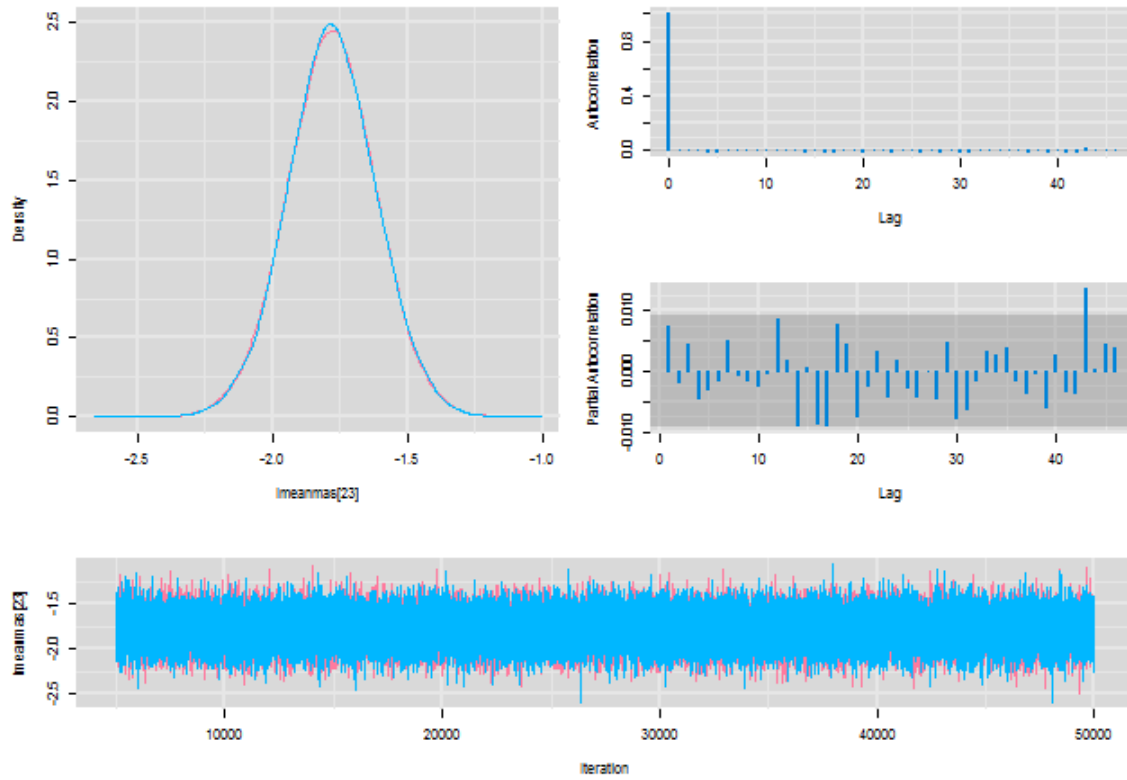 Density
0.0 0.5 1.0 1.5 2.0 2.5
-2.5 -2.0 -1.5 -1.0
lmeanmas[23]
Autocorrelation
0.0 0.4 0.8
0 10 20 30 40
Lag
Partial Autocorrelation
-0.010 0.000 0.010
0 10 20 30 40
Lag
lmeanmas[23]
-2.5 -2.0 -1.5
10000 20000 30000 40000 50000
Iteration